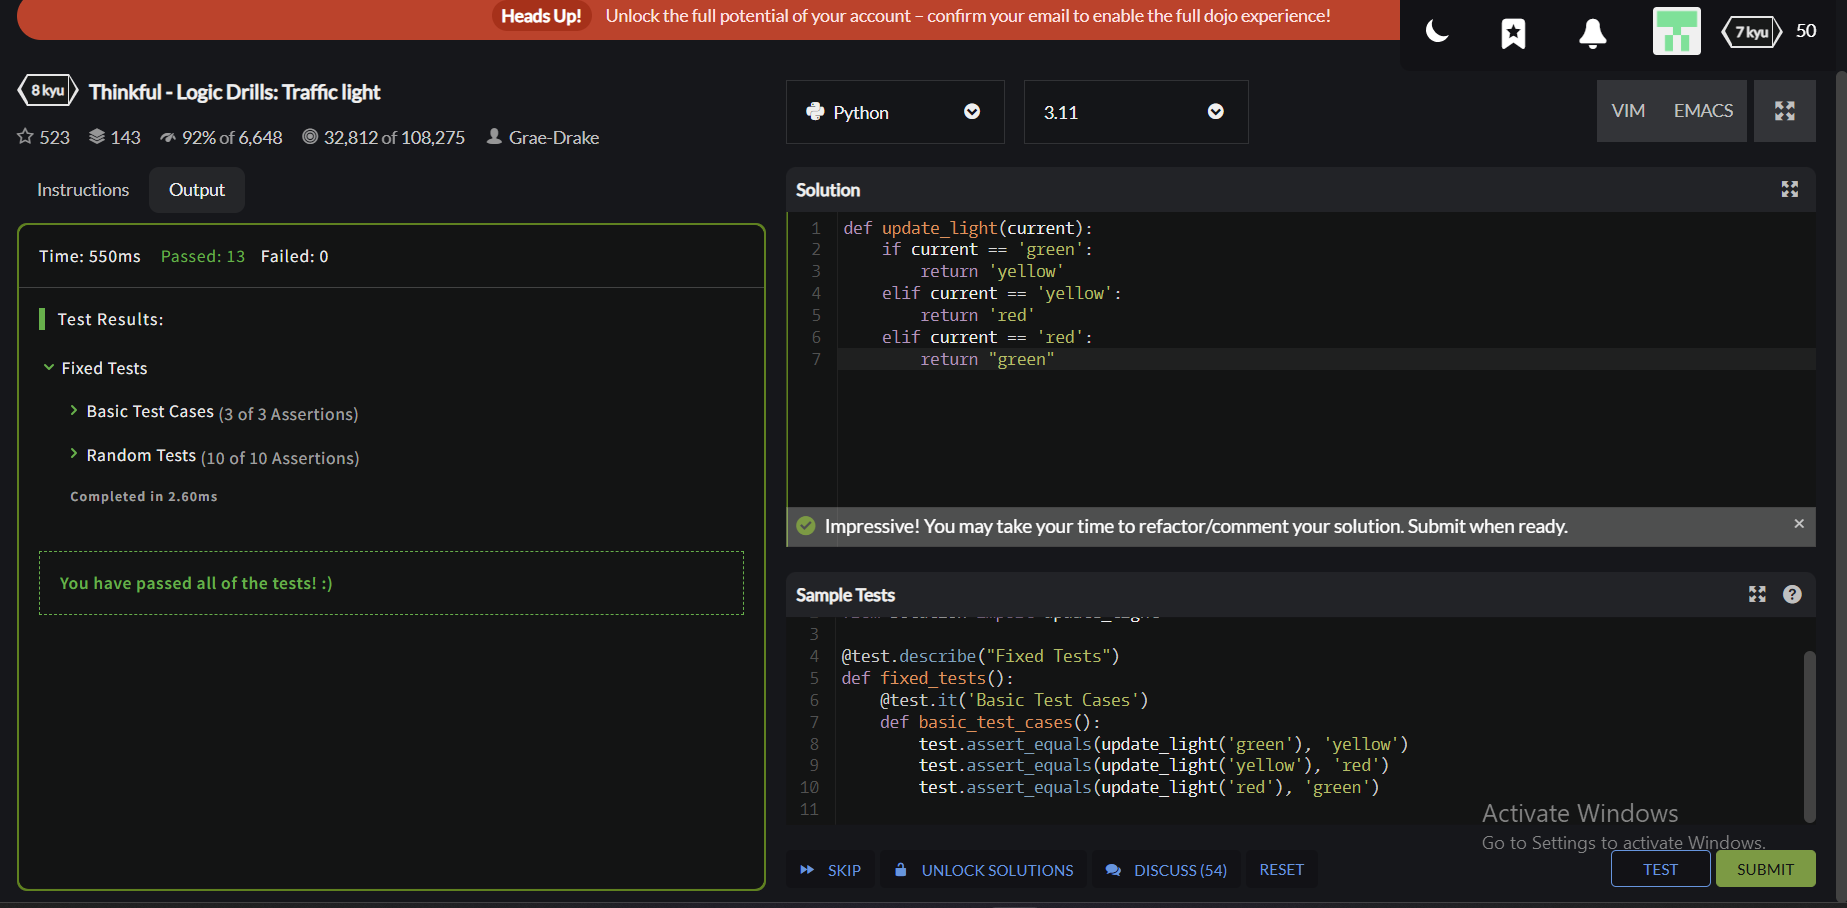 Heads Up! Unlock the full potential of your account – confirm your email to enable the full dojo experience!
7 kyu 50
8 kyu Thinkful - Logic Drills: Traffic light
523 143 92% of 6,648 32,812 of 108,275 Grae-Drake
Python 3.11 VIM EMACS
Instructions Output
Time: 550ms Passed: 13 Failed: 0
Test Results:
Fixed Tests
Basic Test Cases (3 of 3 Assertions)
Random Tests (10 of 10 Assertions)
Completed in 2.60ms
You have passed all of the tests! :)
Solution
1 def update_light(current):
2     if current == 'green':
3         return 'yellow'
4     elif current == 'yellow':
5         return 'red'
6     elif current == 'red':
7         return "green"
Impressive! You may take your time to refactor/comment your solution. Submit when ready. ×
Sample Tests ?
3
4 @test.describe("Fixed Tests")
5 def fixed_tests():
6     @test.it('Basic Test Cases')
7     def basic_test_cases():
8         test.assert_equals(update_light('green'), 'yellow')
9         test.assert_equals(update_light('yellow'), 'red')
10         test.assert_equals(update_light('red'), 'green')
11
Activate Windows
Go to Settings to activate Windows.
SKIP UNLOCK SOLUTIONS DISCUSS (54) RESET TEST SUBMIT